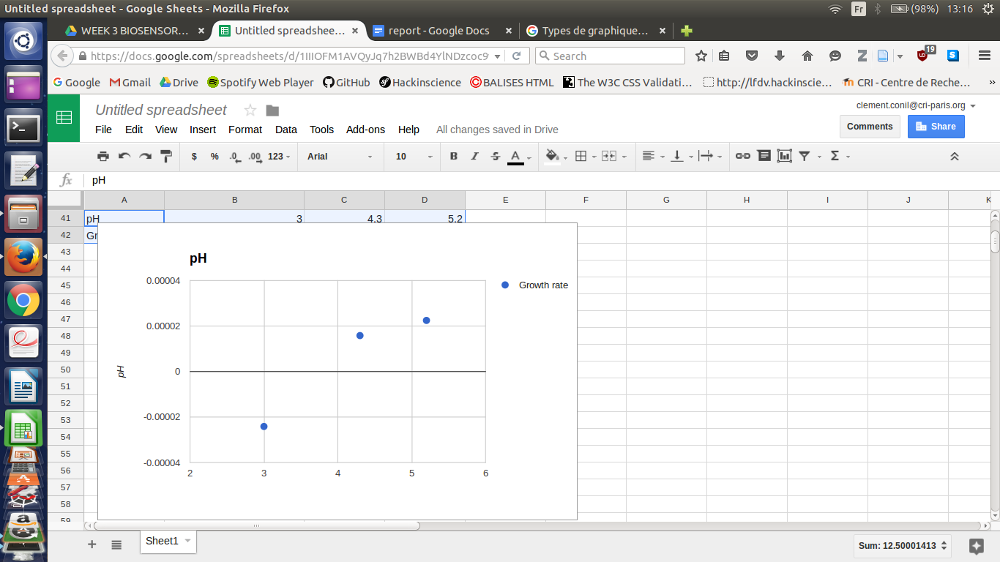 Untitled spreadsheet - Google Sheets - Mozilla Firefox
Fr (98%) 13:16
WEEK 3 BIOSENSOR… Untitled spreadshee… report - Google Docs Types de graphique…
https://docs.google.com/spreadsheets/d/1IIIOFM1AVQyJq7h2BWBd4YlNDzcoc9 Search 19
Google Gmail Drive Spotify Web Player GitHub Hackinscience BALISES HTML The W3C CSS Validati… http://lfdv.hackinscie… CRI - Centre de Reche… »
Untitled spreadsheet
clement.conil@cri-paris.org
File Edit View Insert Format Data Tools Add-ons Help All changes saved in Drive
Comments Share
$ % .0 .00 123 Arial 10 B I S A Σ
fx pH
A B C D E F G H I J K
41 pH 3 4.3 5.2
42 Gr
43
44
45
46
47
48
49
50
51
52
53
54
55
56
57
58
59
pH
0.00004
0.00002
0
-0.00002
-0.00004
pH
2 3 4 5 6
Growth rate
+ Sheet1 Sum: 12.50001413